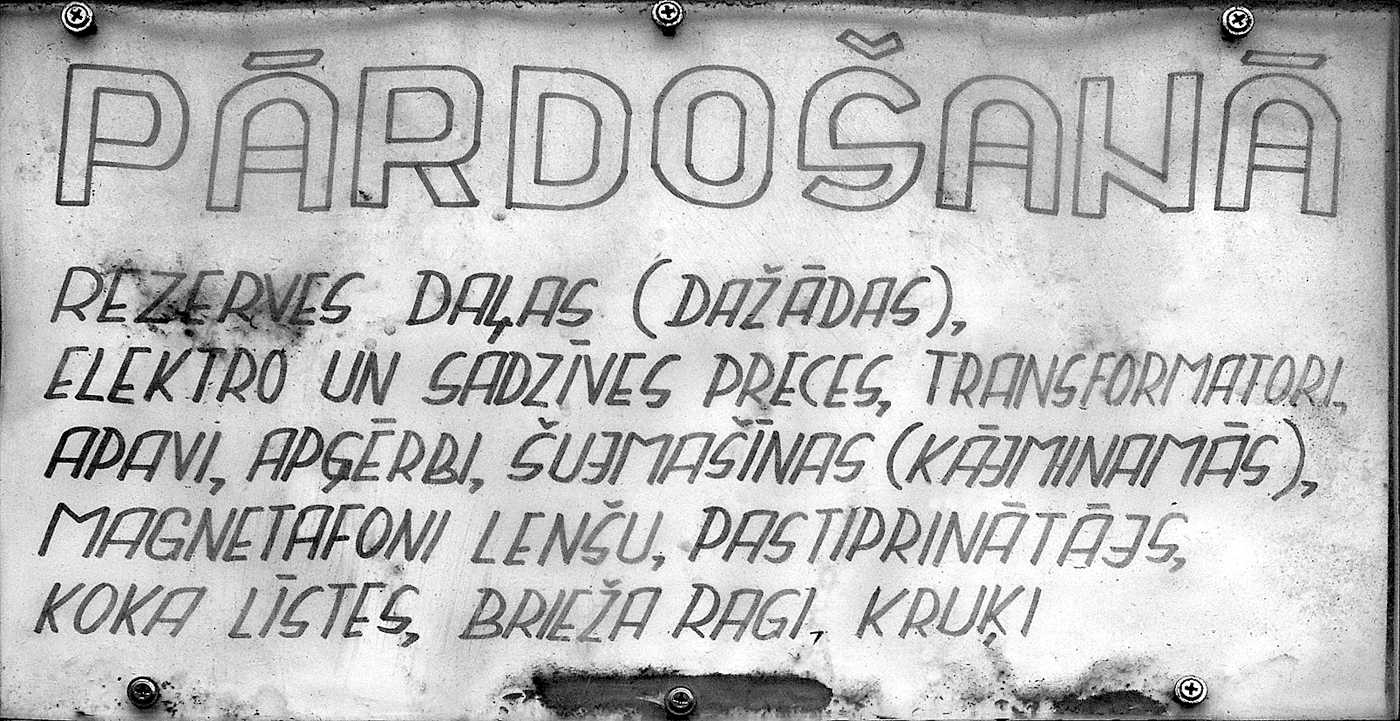 PĀRDOŠANĀ
REZERVES DAĻAS (DAŽĀDAS),
ELEKTRO UN SADZĪVES PRECES, TRANSFORMATORI,
APAVI, APĢĒRBI, ŠUJMAŠĪNAS (KĀJMINAMĀS),
MAGNETAFONI LENŠU, PASTIPRINĀTĀJS,
KOKA LĪSTES, BRIEŽA RAGI, KRUĶI